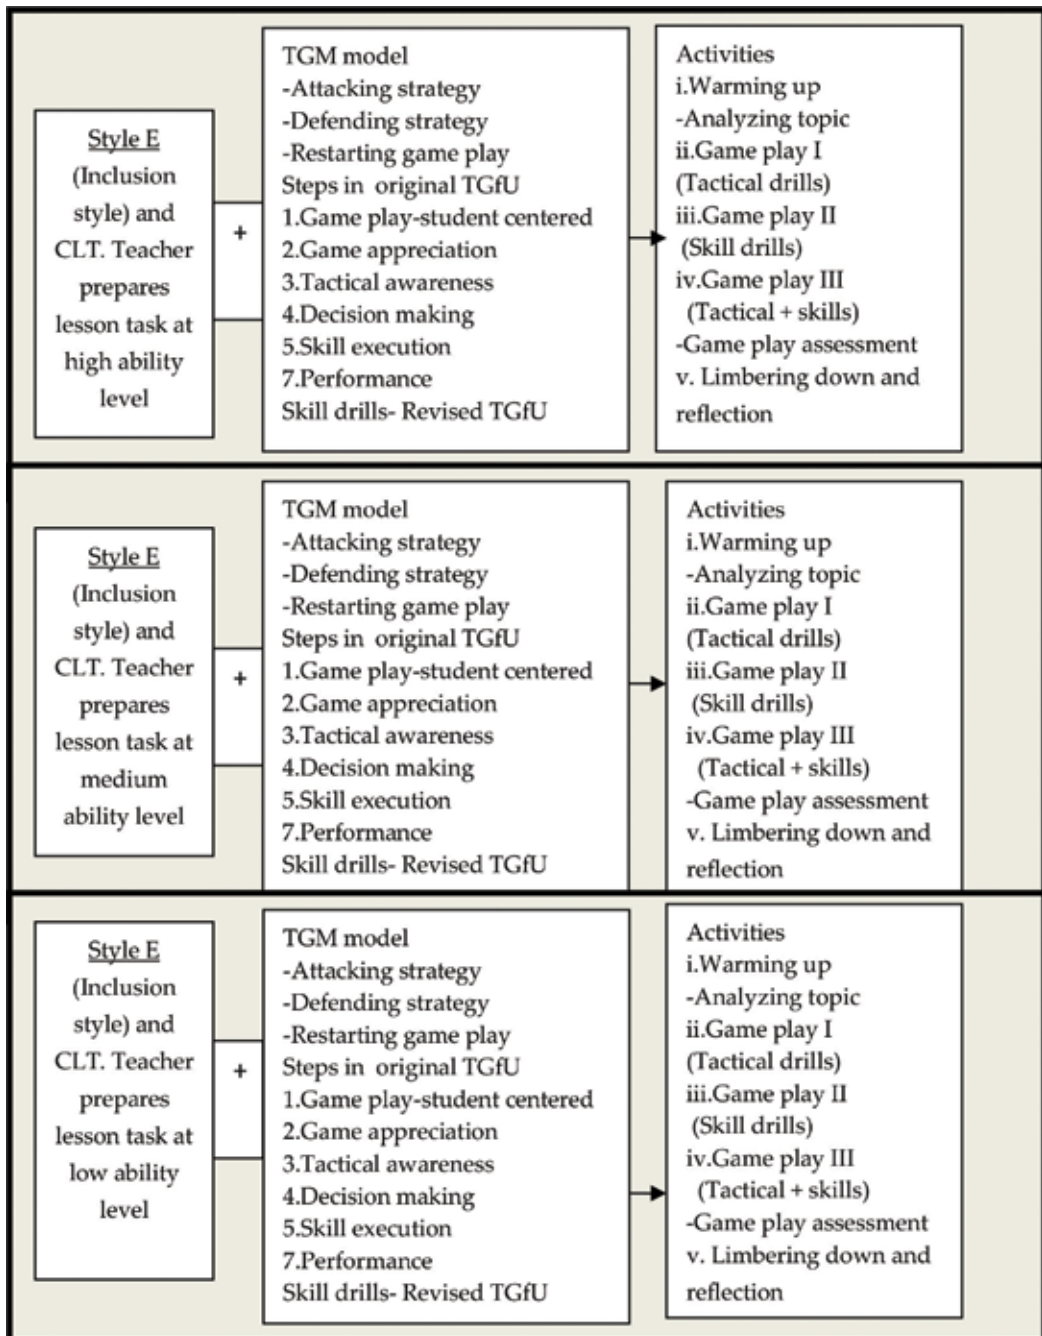 Style E
(Inclusion
style) and
CLT. Teacher
prepares
lesson task at
high ability
level
+
TGM model
-Attacking strategy
-Defending strategy
-Restarting game play
Steps in original TGfU
1.Game play-student centered
2.Game appreciation
3.Tactical awareness
4.Decision making
5.Skill execution
7.Performance
Skill drills- Revised TGfU
Activities
i.Warming up
-Analyzing topic
ii.Game play I
(Tactical drills)
iii.Game play II
(Skill drills)
iv.Game play III
(Tactical + skills)
-Game play assessment
v. Limbering down and
reflection
Style E
(Inclusion
style) and
CLT. Teacher
prepares
lesson task at
medium
ability level
+
TGM model
-Attacking strategy
-Defending strategy
-Restarting game play
Steps in original TGfU
1.Game play-student centered
2.Game appreciation
3.Tactical awareness
4.Decision making
5.Skill execution
7.Performance
Skill drills- Revised TGfU
Activities
i.Warming up
-Analyzing topic
ii.Game play I
(Tactical drills)
iii.Game play II
(Skill drills)
iv.Game play III
(Tactical + skills)
-Game play assessment
v. Limbering down and
reflection
Style E
(Inclusion
style) and
CLT. Teacher
prepares
lesson task at
low ability
level
+
TGM model
-Attacking strategy
-Defending strategy
-Restarting game play
Steps in original TGfU
1.Game play-student centered
2.Game appreciation
3.Tactical awareness
4.Decision making
5.Skill execution
7.Performance
Skill drills- Revised TGfU
Activities
i.Warming up
-Analyzing topic
ii.Game play I
(Tactical drills)
iii.Game play II
(Skill drills)
iv.Game play III
(Tactical + skills)
-Game play assessment
v. Limbering down and
reflection